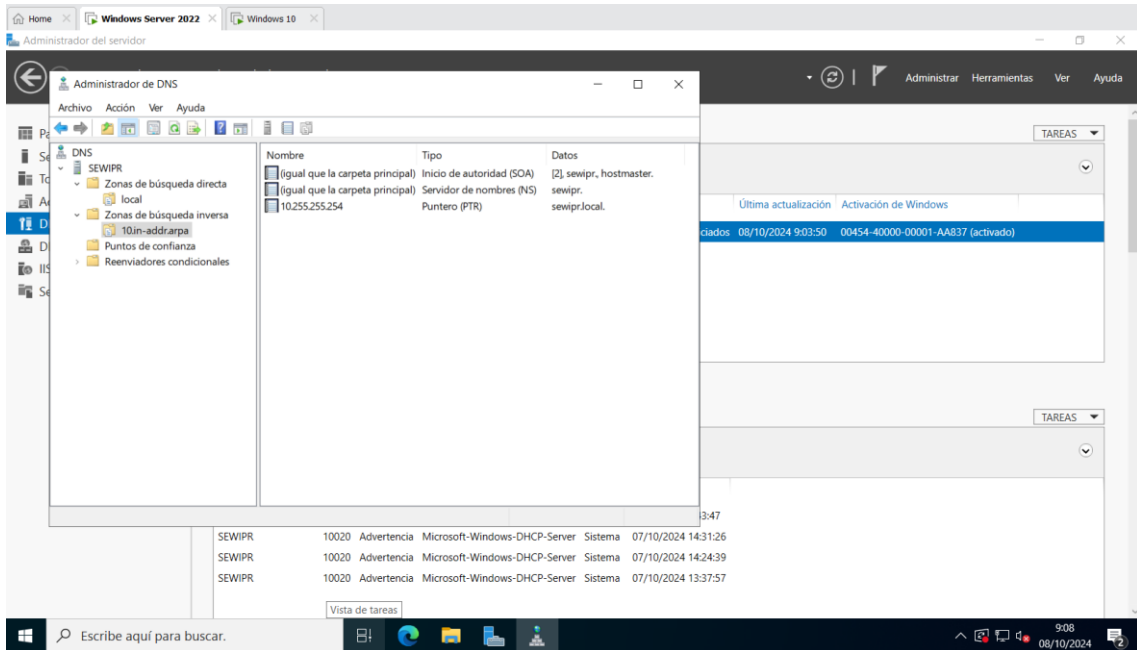 Home Windows Server 2022 Windows 10
Administrador del servidor
Administrar Herramientas Ver Ayuda
Administrador de DNS
Archivo Acción Ver Ayuda
DNS
SEWIPR
Zonas de búsqueda directa
local
Zonas de búsqueda inversa
10.in-addr.arpa
Puntos de confianza
Reenviadores condicionales
Nombre Tipo Datos
(igual que la carpeta principal) Inicio de autoridad (SOA) [2], sewipr., hostmaster.
(igual que la carpeta principal) Servidor de nombres (NS) sewipr.
10.255.255.254 Puntero (PTR) sewipr.local.
TAREAS
Última actualización Activación de Windows
ciados 08/10/2024 9:03:50 00454-40000-00001-AA837 (activado)
IIS
TAREAS
3:47
SEWIPR 10020 Advertencia Microsoft-Windows-DHCP-Server Sistema 07/10/2024 14:31:26
SEWIPR 10020 Advertencia Microsoft-Windows-DHCP-Server Sistema 07/10/2024 14:24:39
SEWIPR 10020 Advertencia Microsoft-Windows-DHCP-Server Sistema 07/10/2024 13:37:57
Vista de tareas
Escribe aquí para buscar.
9:08
08/10/2024
2